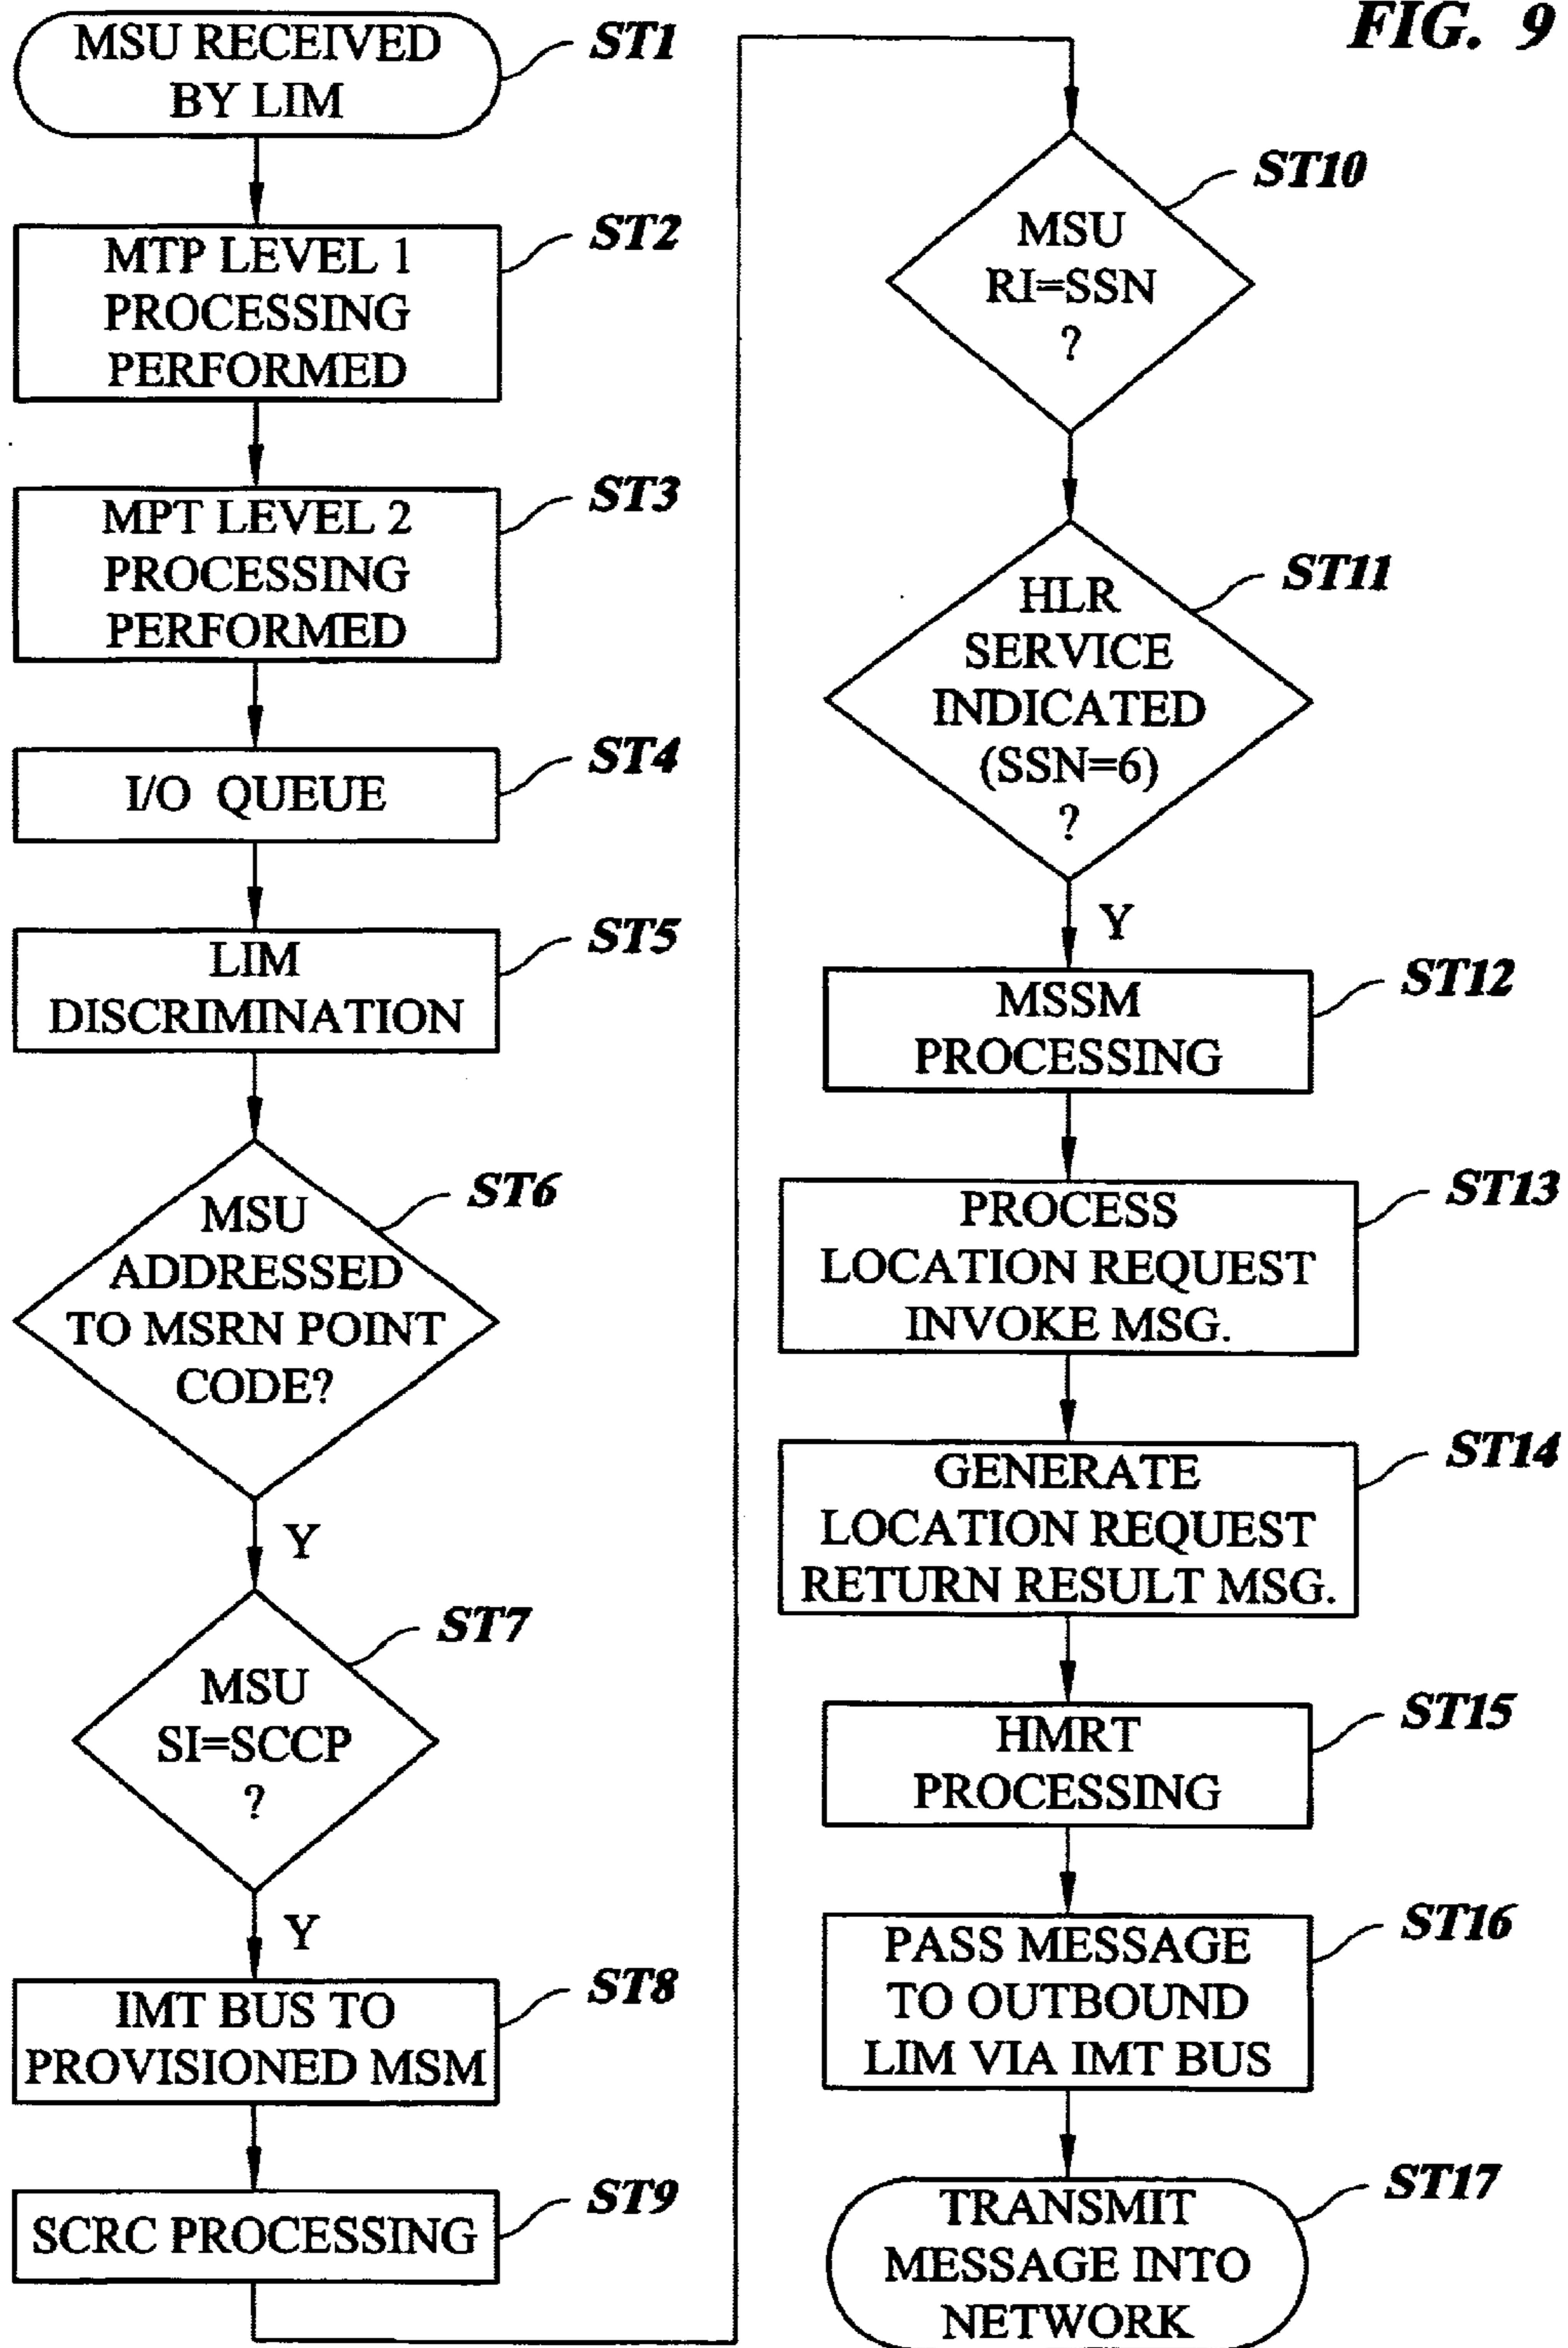 FIG. 9
MSU RECEIVED
BY LIM
ST1
MTP LEVEL 1
PROCESSING
PERFORMED
ST2
MPT LEVEL 2
PROCESSING
PERFORMED
ST3
I/O QUEUE
ST4
LIM
DISCRIMINATION
ST5
MSU
ADDRESSED
TO MSRN POINT
CODE?
ST6
Y
MSU
SI=SCCP
?
ST7
Y
IMT BUS TO
PROVISIONED MSM
ST8
SCRC PROCESSING
ST9
MSU
RI=SSN
?
ST10
HLR
SERVICE
INDICATED
(SSN=6)
?
ST11
Y
MSSM
PROCESSING
ST12
PROCESS
LOCATION REQUEST
INVOKE MSG.
ST13
GENERATE
LOCATION REQUEST
RETURN RESULT MSG.
ST14
HMRT
PROCESSING
ST15
PASS MESSAGE
TO OUTBOUND
LIM VIA IMT BUS
ST16
TRANSMIT
MESSAGE INTO
NETWORK
ST17